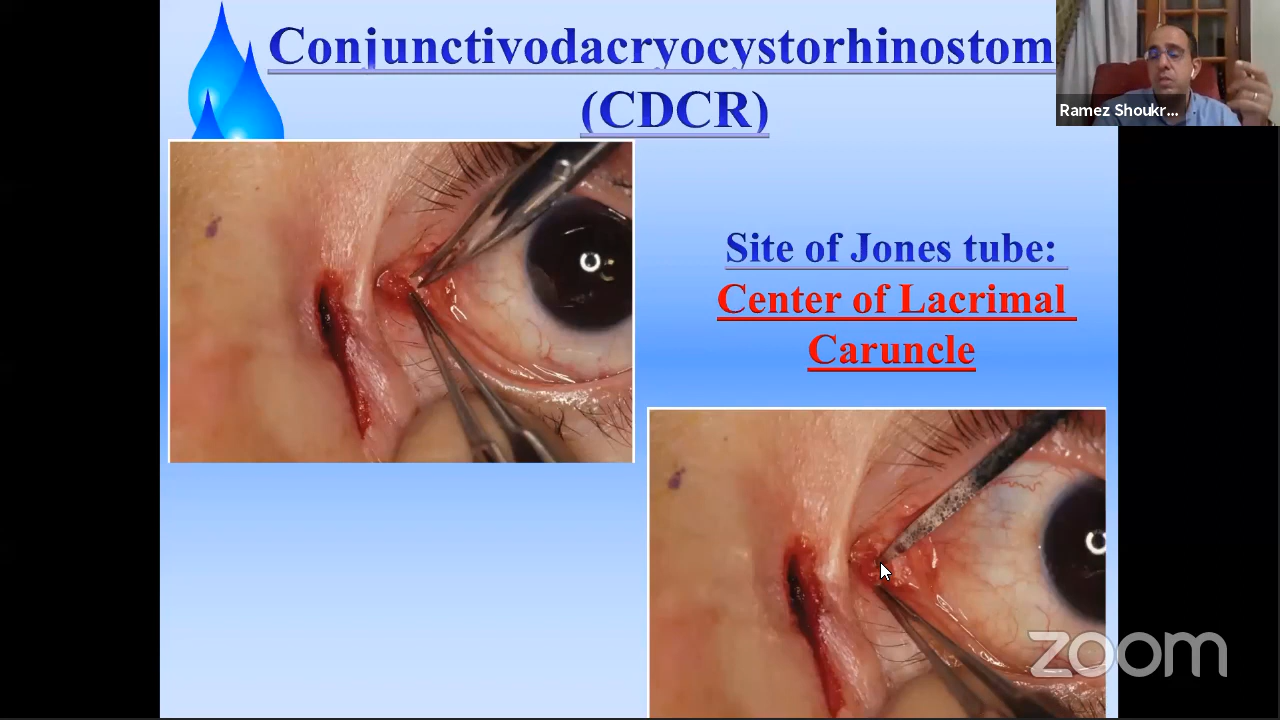 Conjunctivodacryocystorhinostom
(CDCR)
Ramez Shoukr...
Site of Jones tube:
Center of Lacrimal
Caruncle
zoom